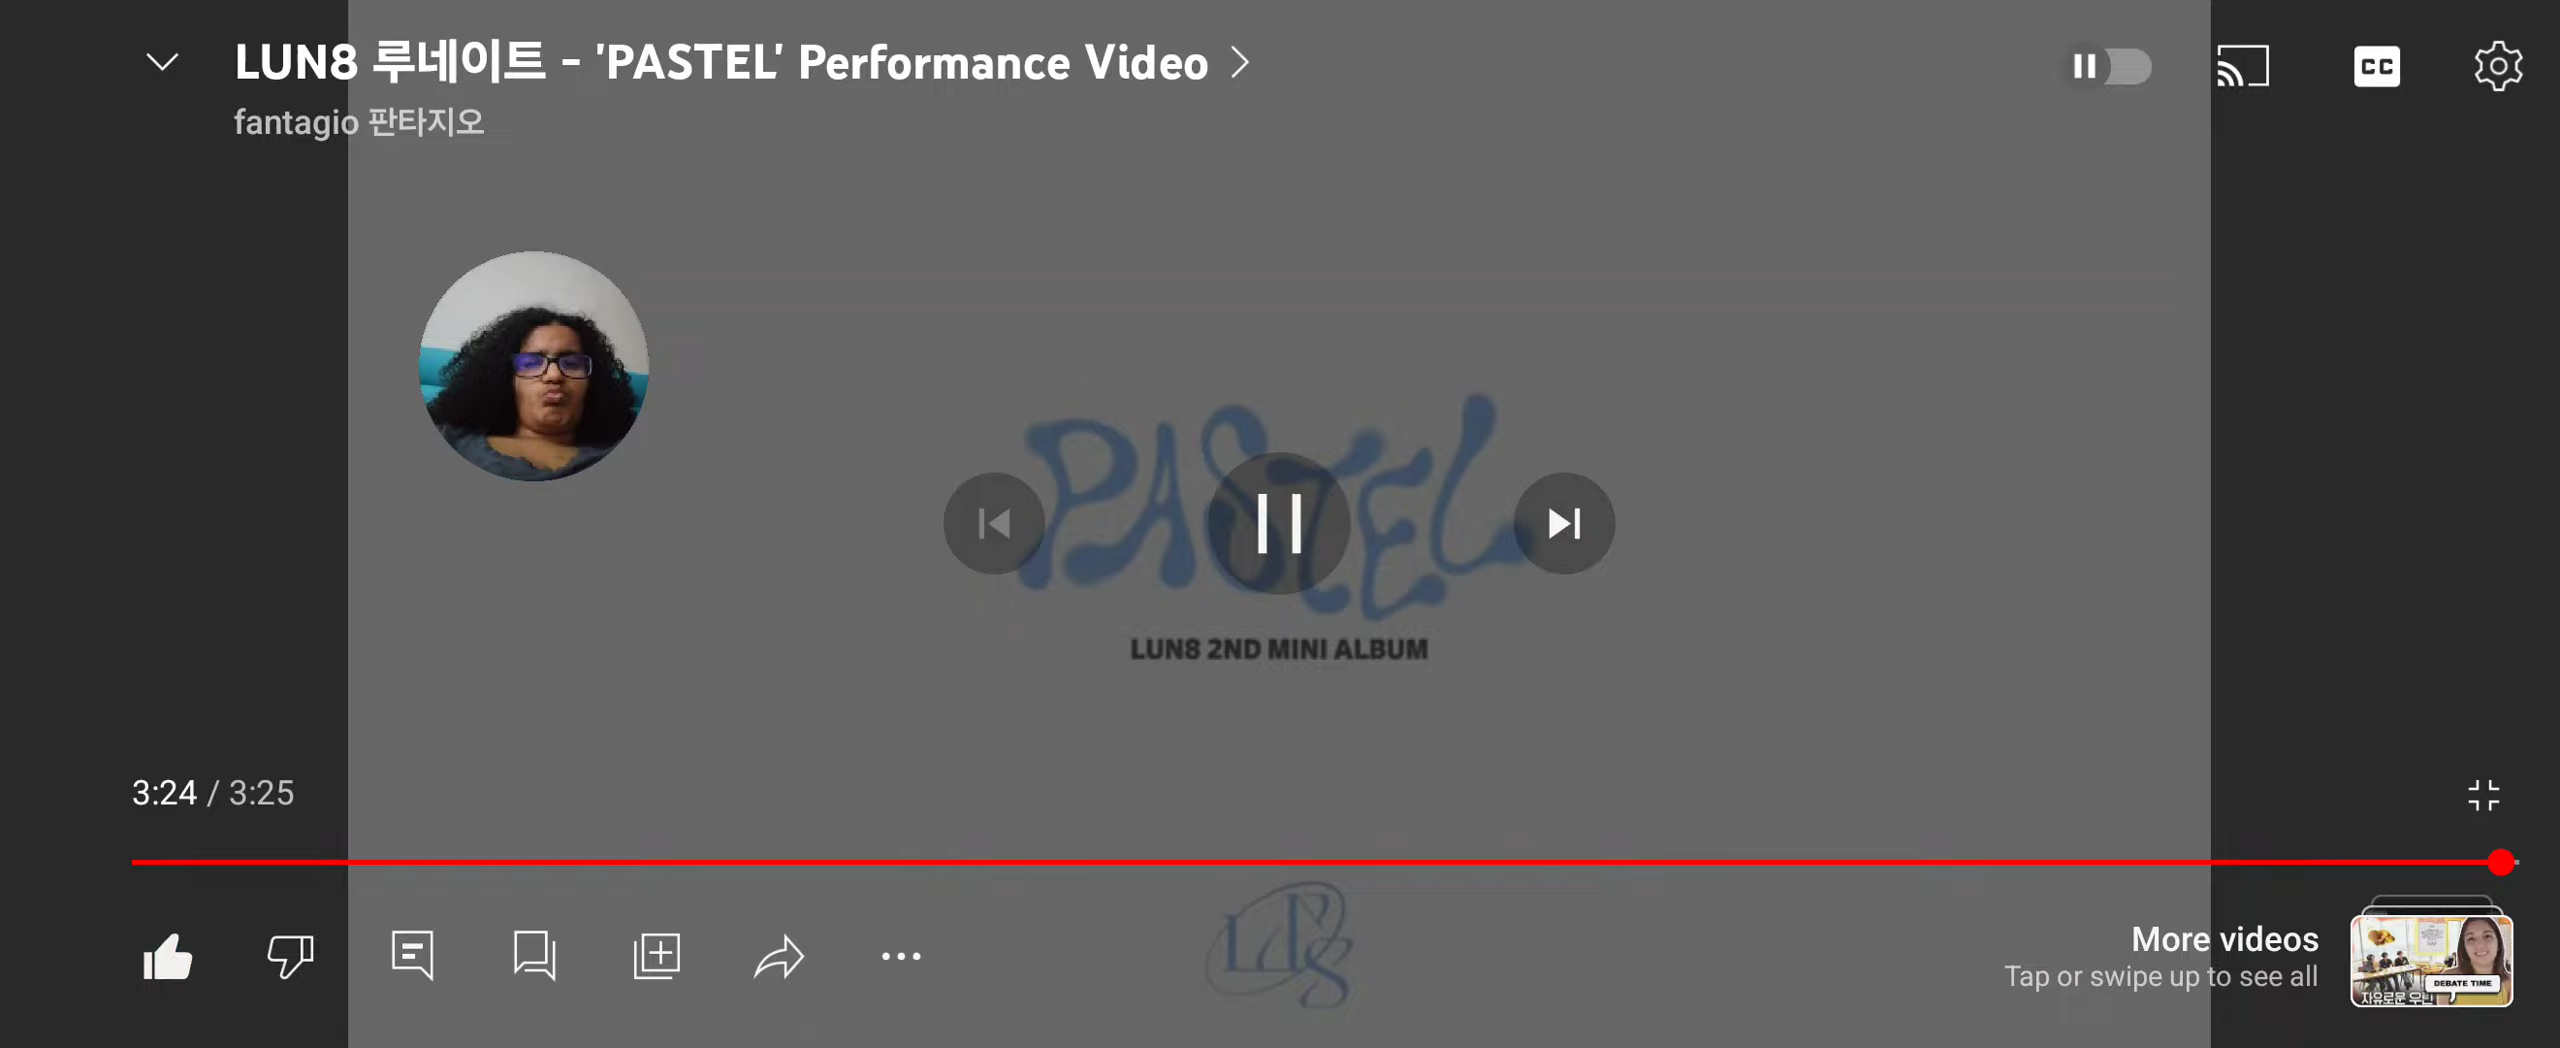 LUN8 루네이트 - 'PASTEL' Performance Video
fantagio 판타지오
CC
PASTEL
LUN8 2ND MINI ALBUM
3:24 / 3:25
More videos
Tap or swipe up to see all
DEBATE TIME